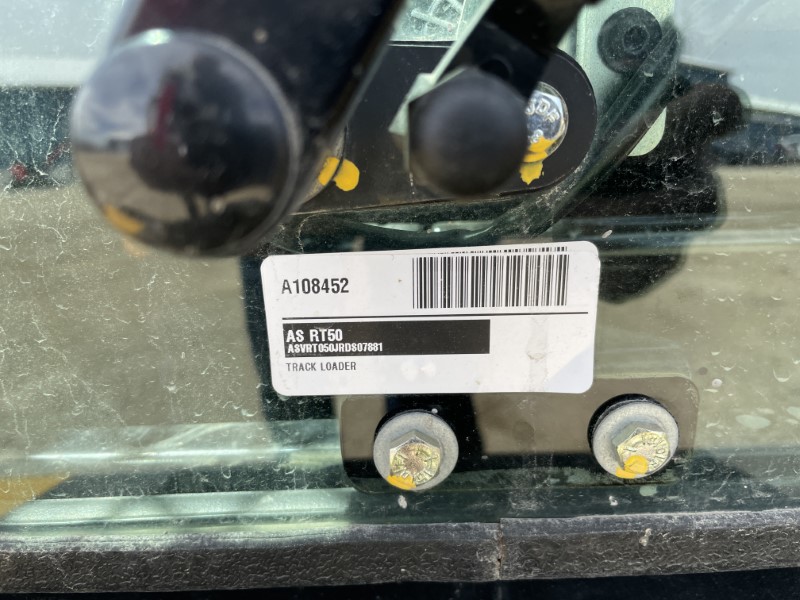 A108452
AS RT50
ASVRT050JRDS07881
TRACK LOADER